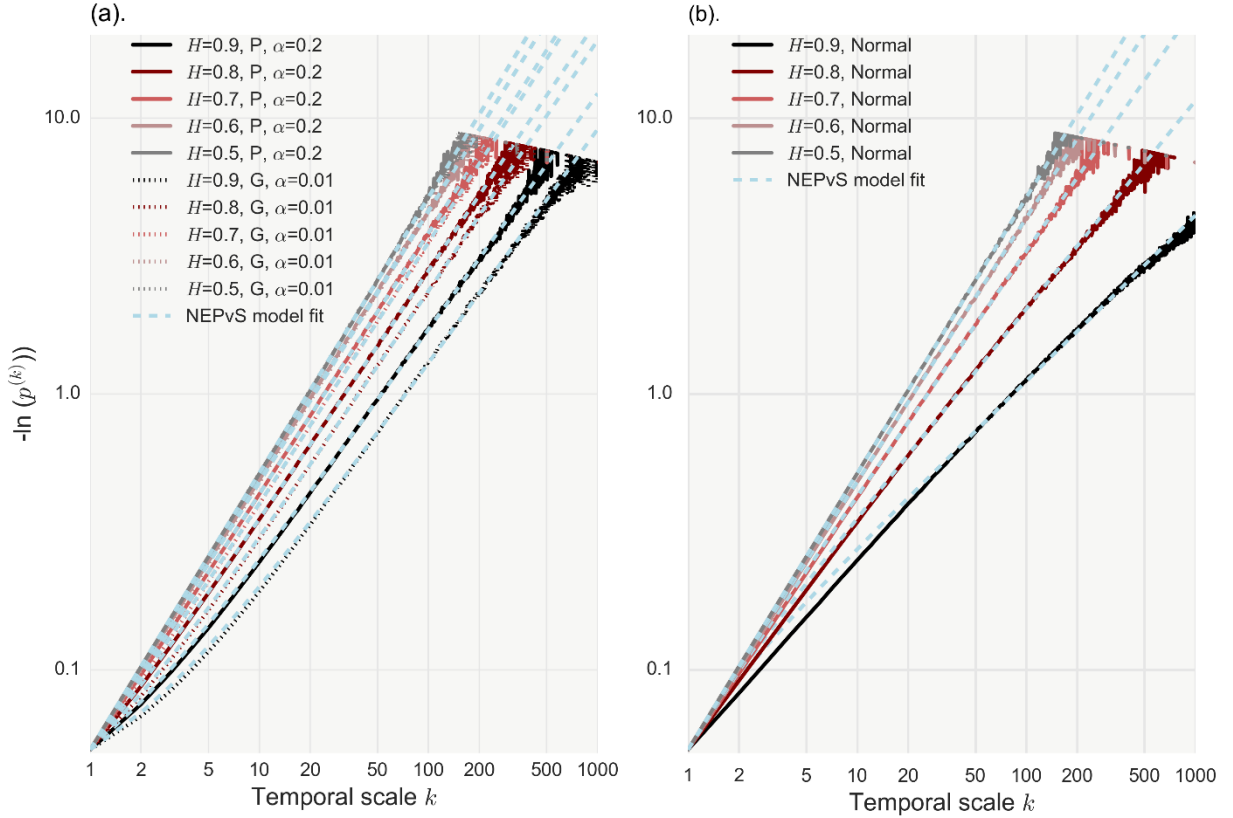 (a).
H=0.9, P, α=0.2
H=0.8, P, α=0.2
H=0.7, P, α=0.2
H=0.6, P, α=0.2
H=0.5, P, α=0.2
H=0.9, G, α=0.01
H=0.8, G, α=0.01
H=0.7, G, α=0.01
H=0.6, G, α=0.01
H=0.5, G, α=0.01
NEPvS model fit
10.0
1.0
0.1
-ln (p^(k)))
1 2 5 10 20 50 100 200 500 1000
Temporal scale k
(b).
H=0.9, Normal
H=0.8, Normal
H=0.7, Normal
H=0.6, Normal
H=0.5, Normal
NEPvS model fit
10.0
1.0
0.1
1 2 5 10 20 50 100 200 500 1000
Temporal scale k